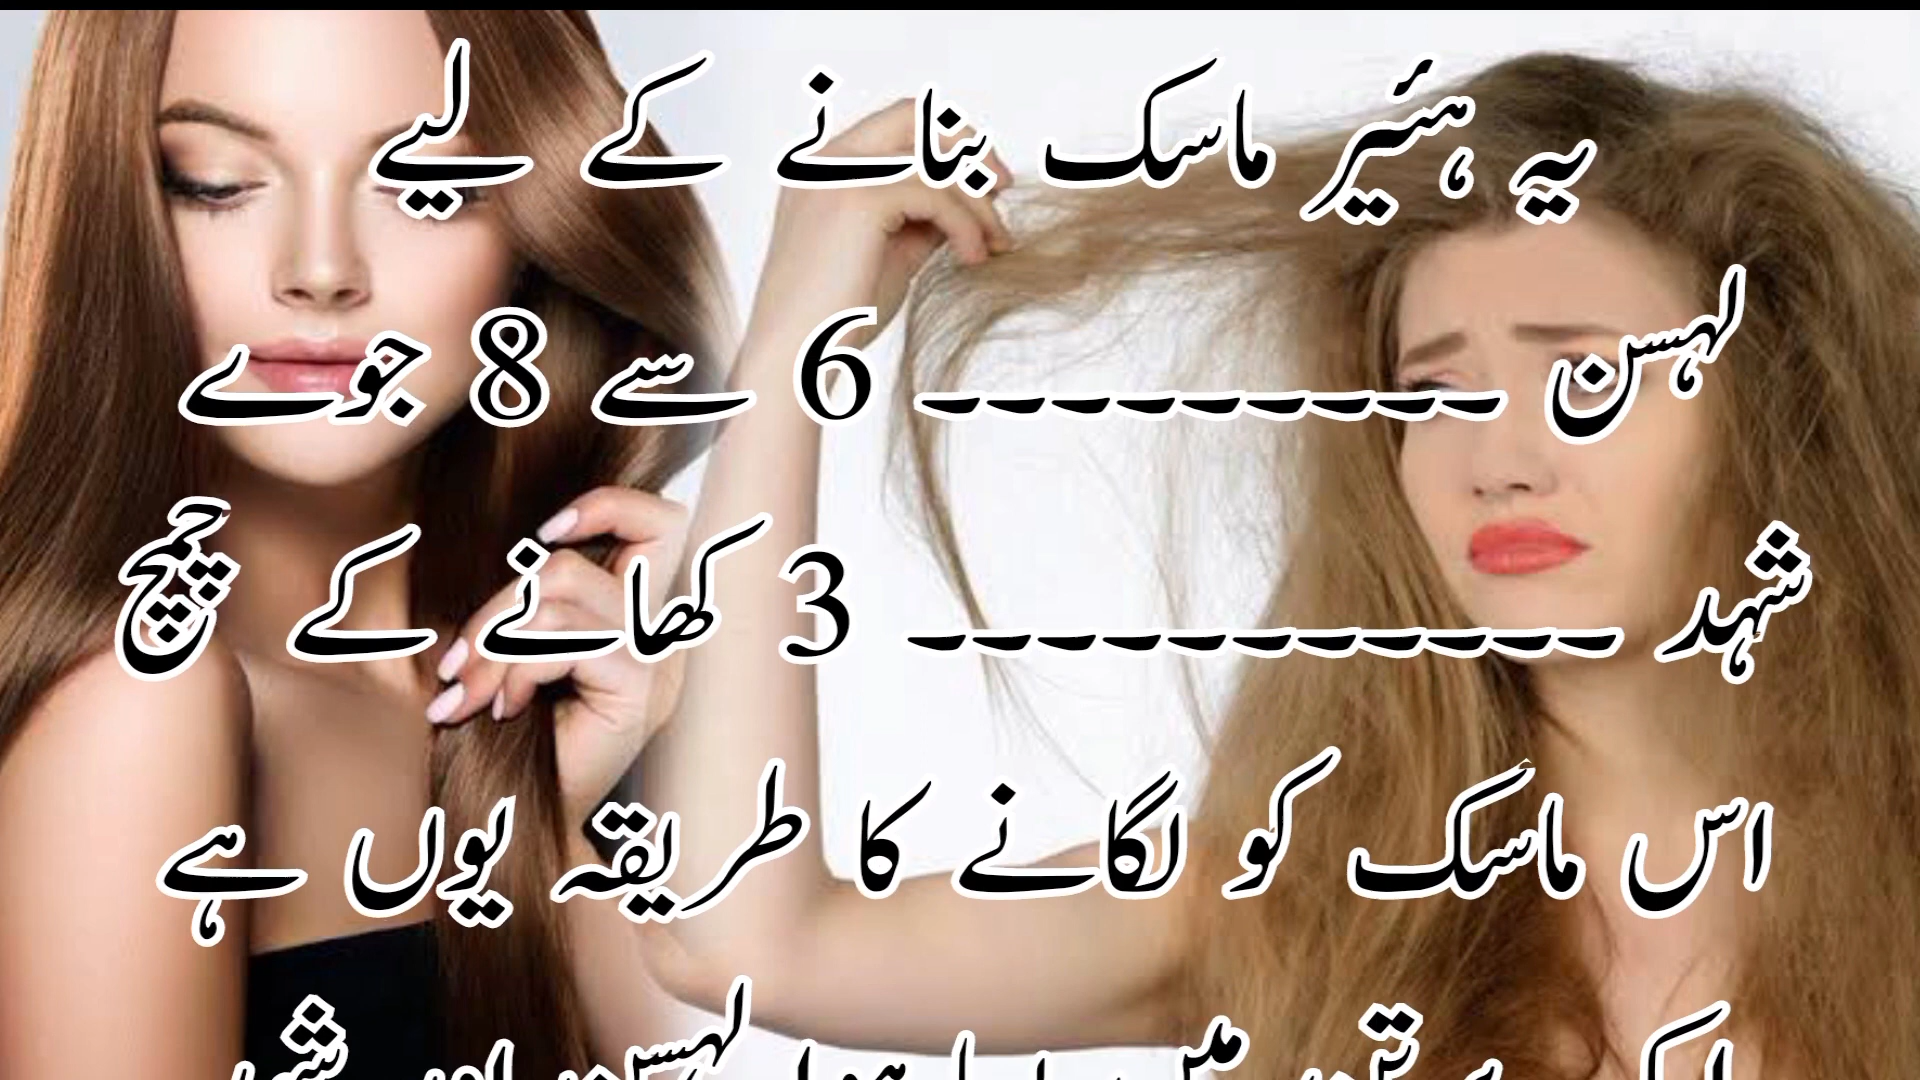 یہ ہئیر ماسک بنانے کے لیے
لہسن ---------- 6 سے 8 جوے
شہد ----------- 3 کھانے کے چمچ
اس ماسک کو لگانے کا طریقہ یوں ہے